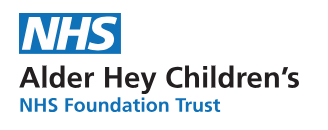 NHS
Alder Hey Children's
NHS Foundation Trust